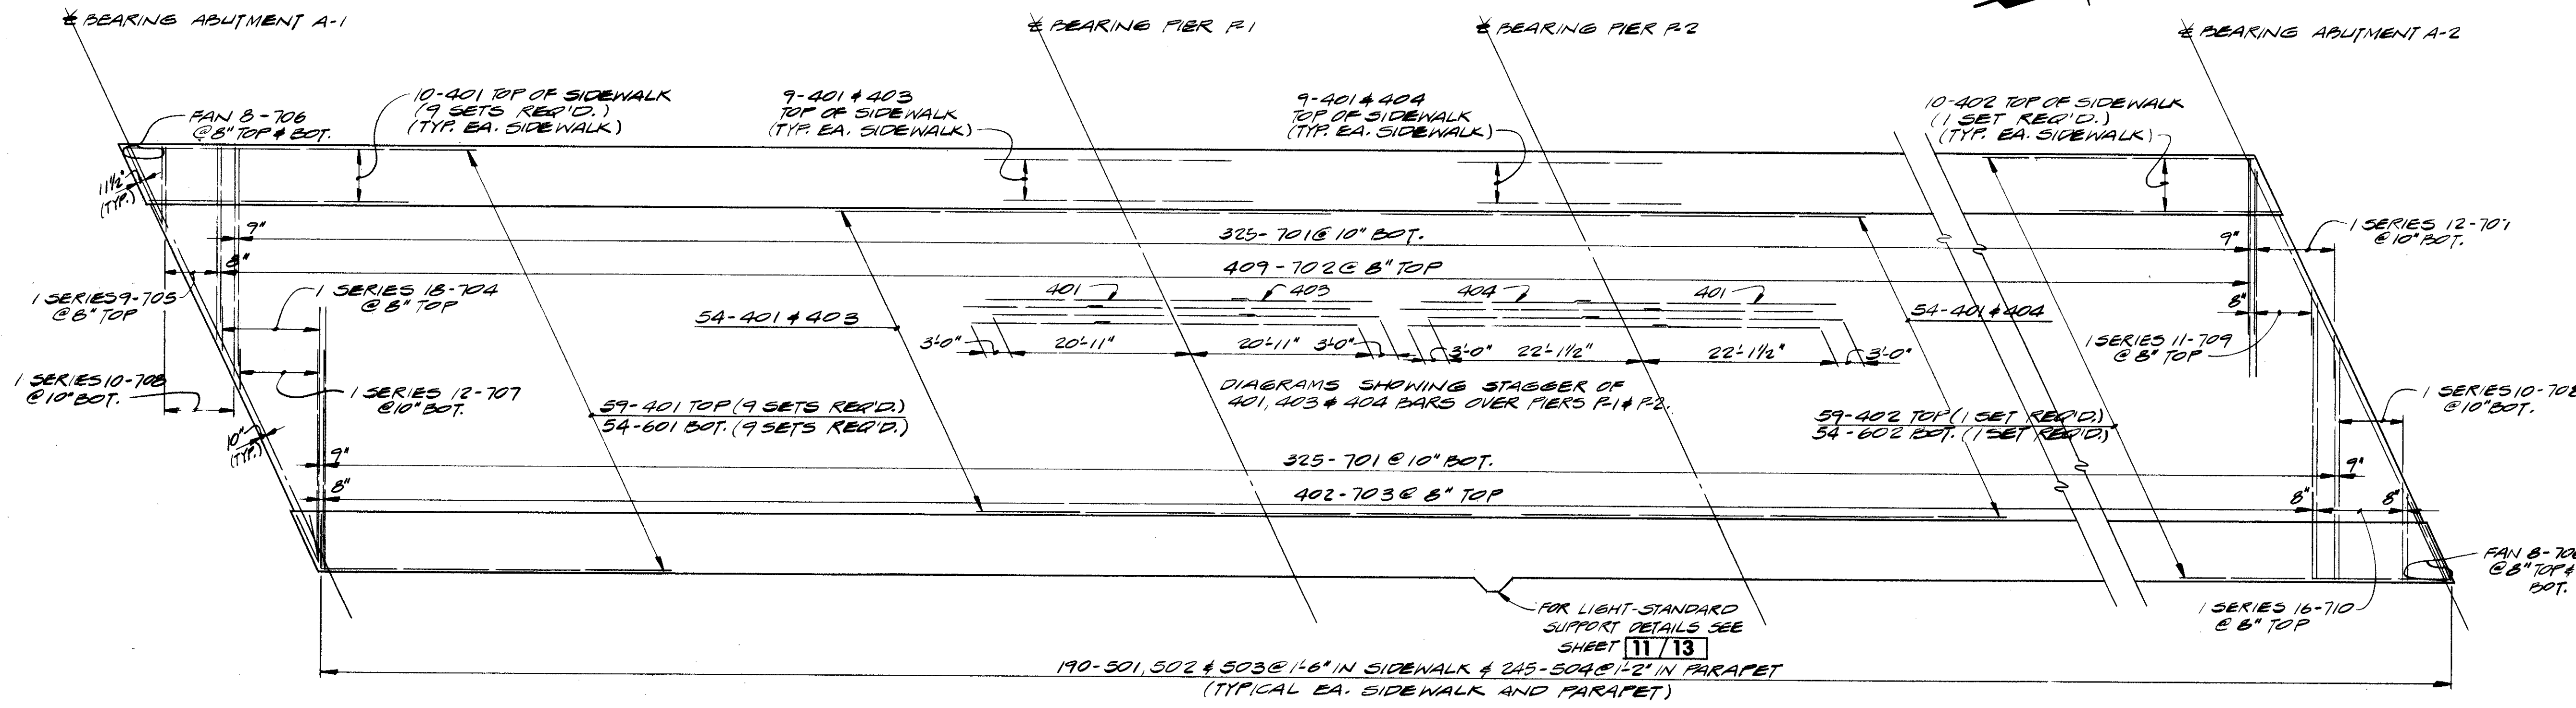 ℄ BEARING ABUTMENT A-1
℄ BEARING PIER P-1
℄ BEARING PIER P-2
℄ BEARING ABUTMENT A-2
FAN 8-706
@ 8" TOP & BOT.
10-401 TOP OF SIDEWALK
(9 SETS REQ'D.)
(TYP. EA. SIDEWALK)
9-401 & 403
TOP OF SIDEWALK
(TYP. EA. SIDEWALK)
9-401 & 404
TOP OF SIDEWALK
(TYP. EA. SIDEWALK)
10-402 TOP OF SIDEWALK
(1 SET REQ'D.)
(TYP. EA. SIDEWALK)
11½"
(TYP.)
9"
325-701 @ 10" BOT.
9"
1 SERIES 12-707
@ 10" BOT.
8"
409-702 @ 8" TOP
8"
1 SERIES 9-705
@ 8" TOP
1 SERIES 18-704
@ 8" TOP
401
403
404
401
54-401 & 403
54-401 & 404
3'-0"
20'-11"
20'-11"
3'-0"
3'-0"
22'-1½"
22'-1½"
3'-0"
1 SERIES 11-709
@ 8" TOP
1 SERIES 10-708
@ 10" BOT.
1 SERIES 12-707
@ 10" BOT.
DIAGRAMS SHOWING STAGGER OF
401, 403 & 404 BARS OVER PIERS P-1 & P-2.
1 SERIES 10-708
@ 10" BOT.
59-401 TOP (9 SETS REQ'D.)
54-601 BOT. (9 SETS REQ'D.)
59-402 TOP (1 SET REQ'D.)
54-602 BOT. (1 SET REQ'D.)
10"
(TYP.)
9"
325-701 @ 10" BOT.
9"
8"
402-703 @ 8" TOP
8"
8"
FAN 8-706
@ 8" TOP &
BOT.
1 SERIES 16-710
@ 8" TOP
FOR LIGHT-STANDARD
SUPPORT DETAILS SEE
SHEET 11 / 13
190-501, 502 & 503 @ 1'-6" IN SIDEWALK & 245-504 @ 1'-2" IN PARAPET
(TYPICAL EA. SIDEWALK AND PARAPET)